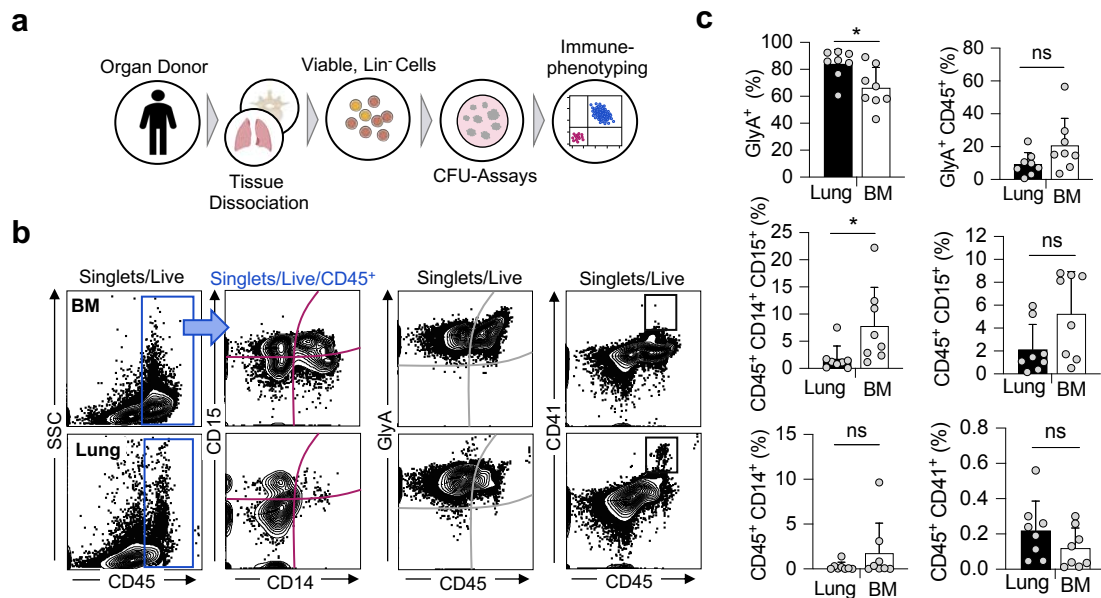 a
Organ Donor
Tissue
Dissociation
Viable, Lin⁻ Cells
CFU-Assays
Immune-
phenotyping
b
Singlets/Live
Singlets/Live/CD45⁺
Singlets/Live
Singlets/Live
BM
Lung
SSC
CD45
CD15
CD14
GlyA
CD45
CD41
CD45
c
GlyA⁺ (%)
100
80
60
40
20
0
*
Lung BM
GlyA⁺ CD45⁺ (%)
80
60
40
20
0
ns
Lung BM
CD45⁺ CD14⁺ CD15⁺ (%)
25
20
15
10
5
0
*
Lung BM
CD45⁺ CD15⁺ (%)
12
10
8
6
4
2
0
ns
Lung BM
CD45⁺ CD14⁺ (%)
15
10
5
0
ns
Lung BM
CD45⁺ CD41⁺ (%)
0.8
0.6
0.4
0.2
0.0
ns
Lung BM